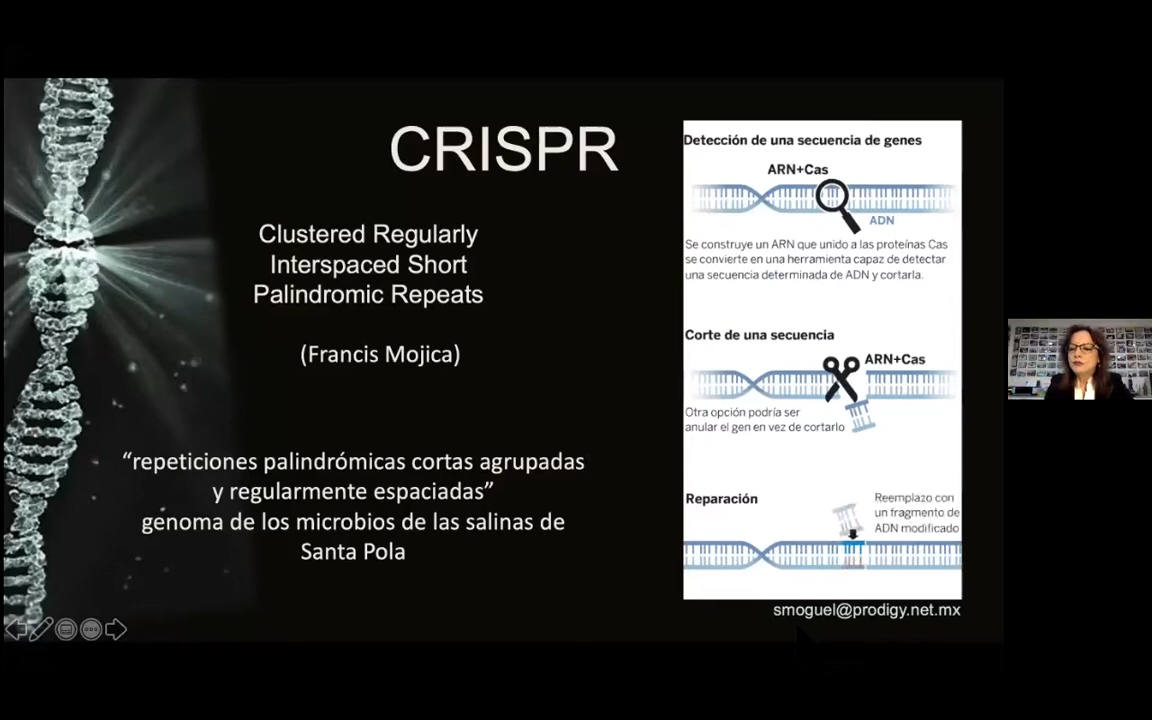 CRISPR
Clustered Regularly
Interspaced Short
Palindromic Repeats
(Francis Mojica)
“repeticiones palindrómicas cortas agrupadas
y regularmente espaciadas”
genoma de los microbios de las salinas de
Santa Pola
Detección de una secuencia de genes
ARN+Cas
ADN
Se construye un ARN que unido a las proteínas Cas
se convierte en una herramienta capaz de detectar
una secuencia determinada de ADN y cortarla.
Corte de una secuencia
ARN+Cas
Otra opción podría ser
anular el gen en vez de cortarlo
Reparación
Reemplazo con
un fragmento de
ADN modificado
smoguel@prodigy.net.mx